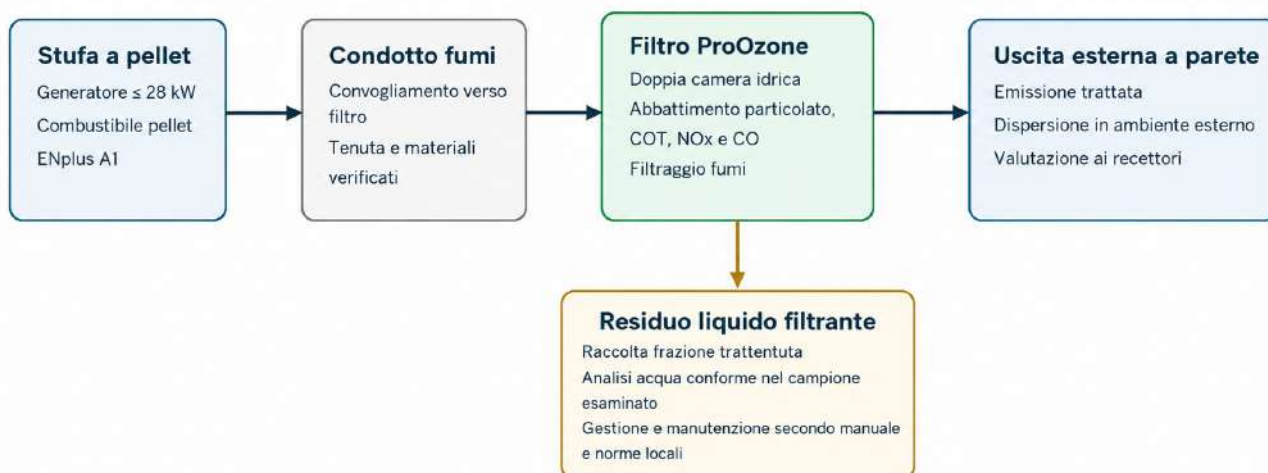 Stufa a pellet
Generatore ≤ 28 kW
Combustibile pellet
ENplus A1
Condotto fumi
Convogliamento verso
filtro
Tenuta e materiali
verificati
Filtro ProOzone
Doppia camera idrica
Abbattimento particolato,
COT, NOx e CO
Filtraggio fumi
Uscita esterna a parete
Emissione trattata
Dispersione in ambiente esterno
Valutazione ai recettori
Residuo liquido filtrante
Raccolta frazione trattentuta
Analisi acqua conforme nel campione
esaminato
Gestione e manutenzione secondo manuale
e norme locali